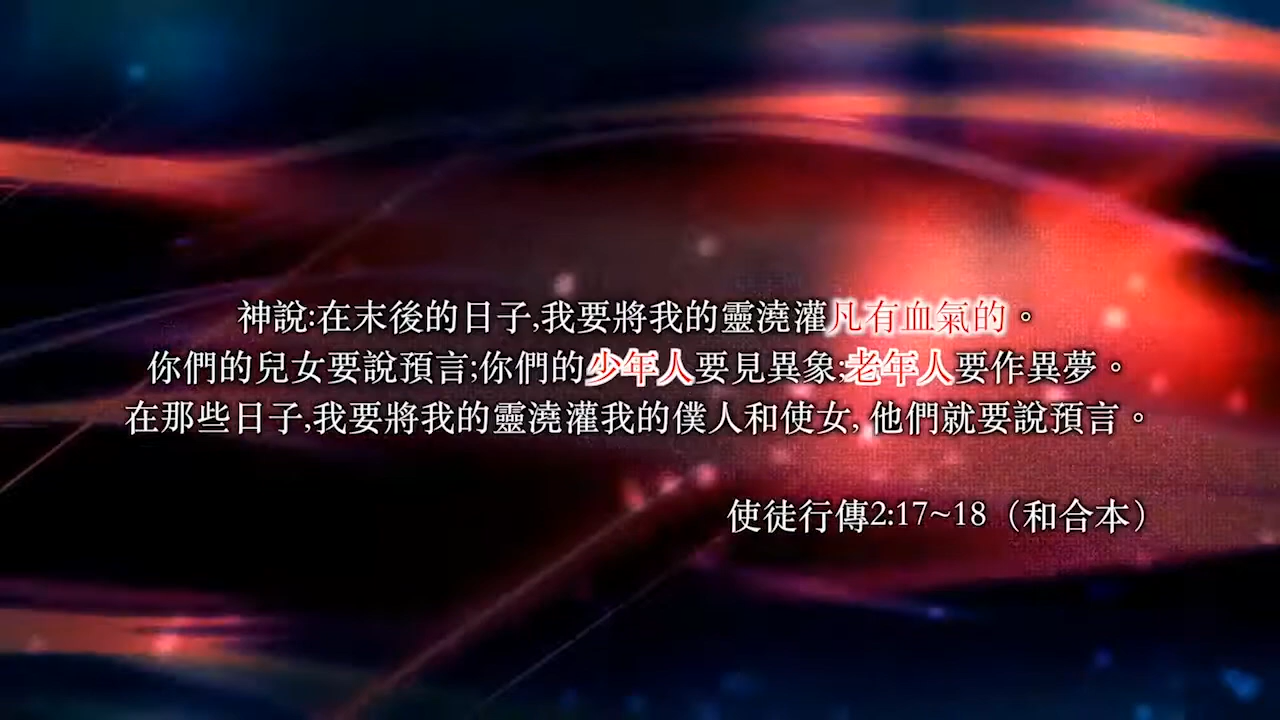 神說:在末後的日子,我要將我的靈澆灌凡有血氣的。
你們的兒女要說預言;你們的少年人要見異象;老年人要作異夢。
在那些日子,我要將我的靈澆灌我的僕人和使女, 他們就要說預言。
使徒行傳2:17~18（和合本）